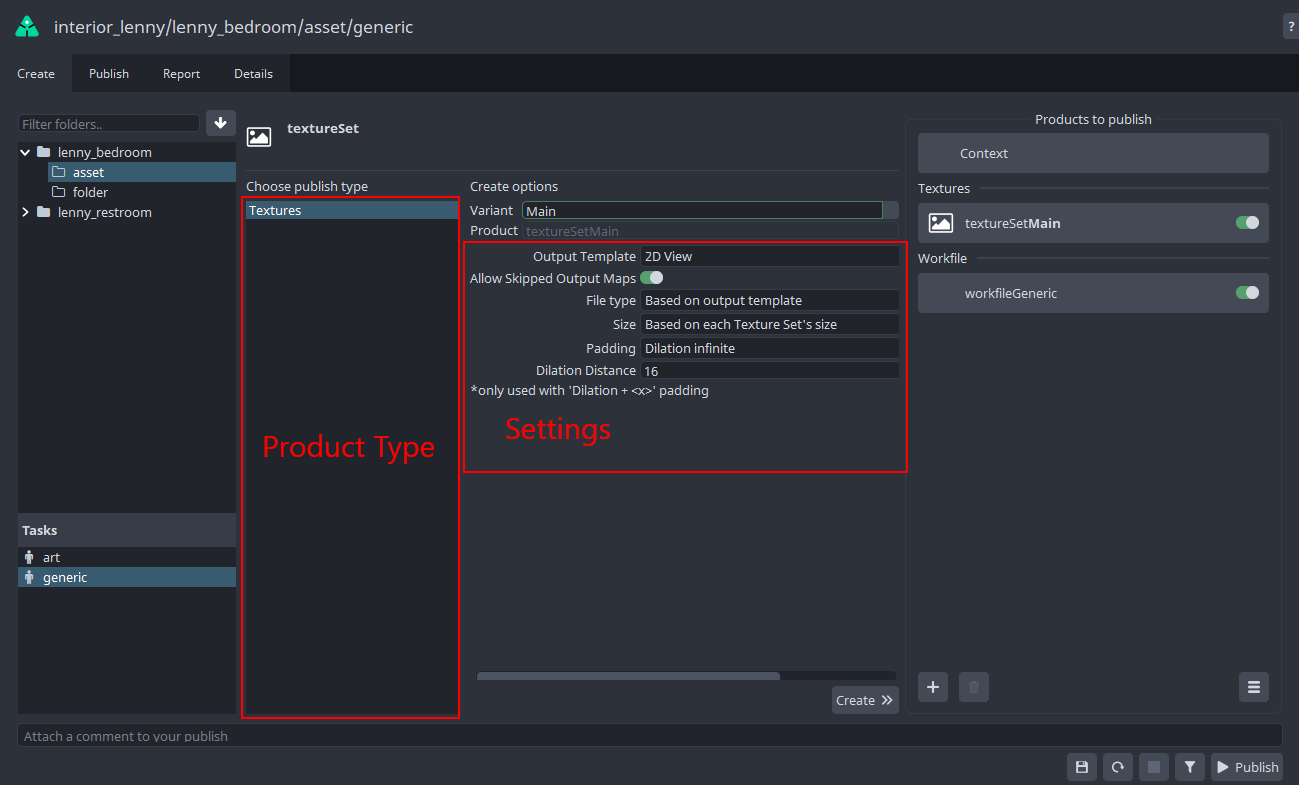 interior_lenny/lenny_bedroom/asset/generic
?
Create Publish Report Details
Filter folders..
lenny_bedroom
asset
folder
lenny_restroom
Tasks
art
generic
textureSet
Choose publish type
Textures
Product Type
Create options
Variant Main
Product textureSetMain
Output Template 2D View
Allow Skipped Output Maps
File type Based on output template
Size Based on each Texture Set's size
Padding Dilation infinite
Dilation Distance 16
*only used with 'Dilation + <x>' padding
Settings
Create
Products to publish
Context
Textures
textureSetMain
Workfile
workfileGeneric
Attach a comment to your publish
Publish